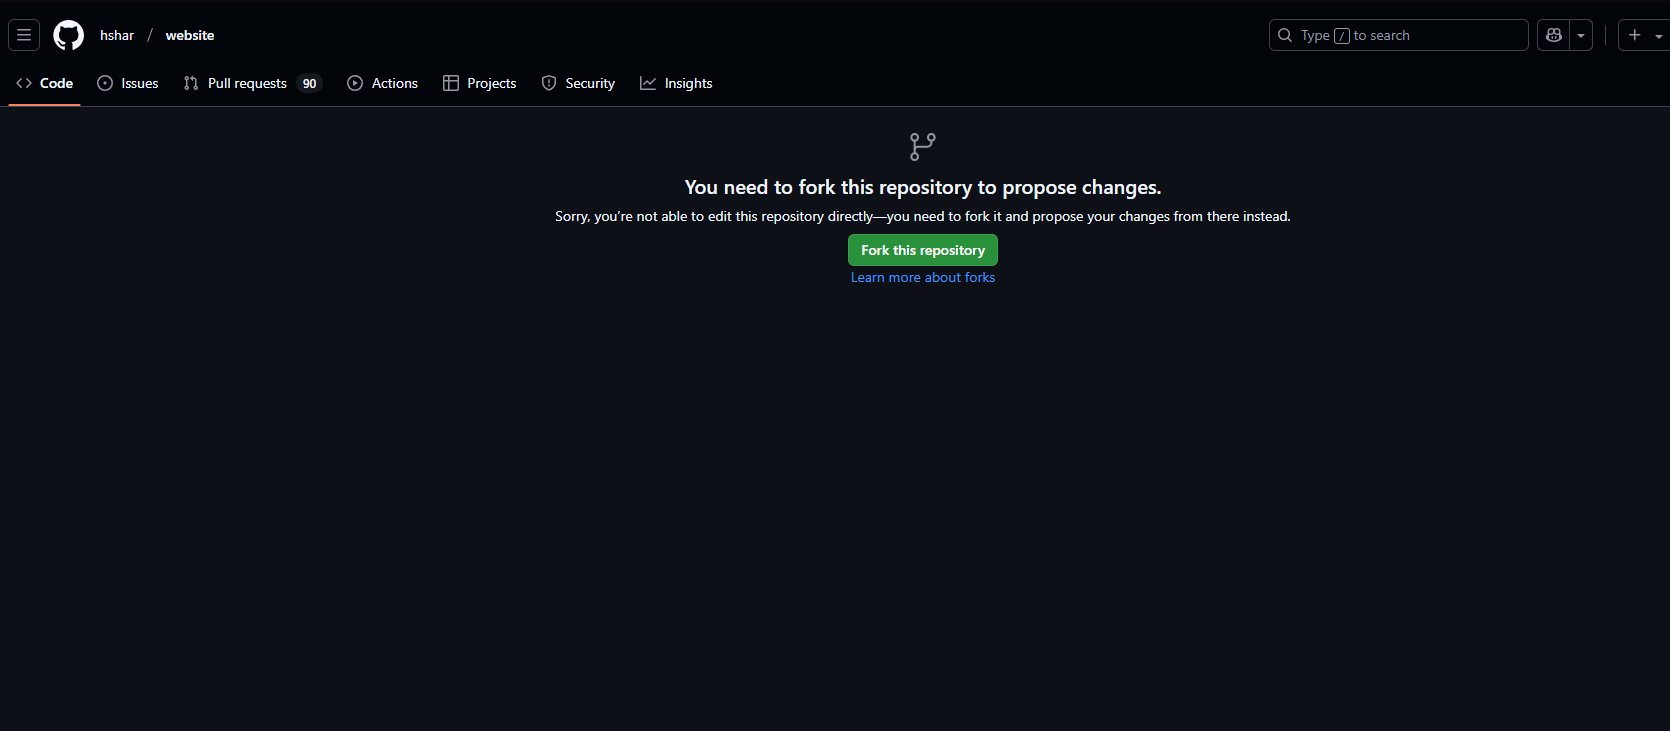 hshar / website
Type / to search
Code Issues Pull requests 90 Actions Projects Security Insights
You need to fork this repository to propose changes.
Sorry, you’re not able to edit this repository directly—you need to fork it and propose your changes from there instead.
Fork this repository
Learn more about forks